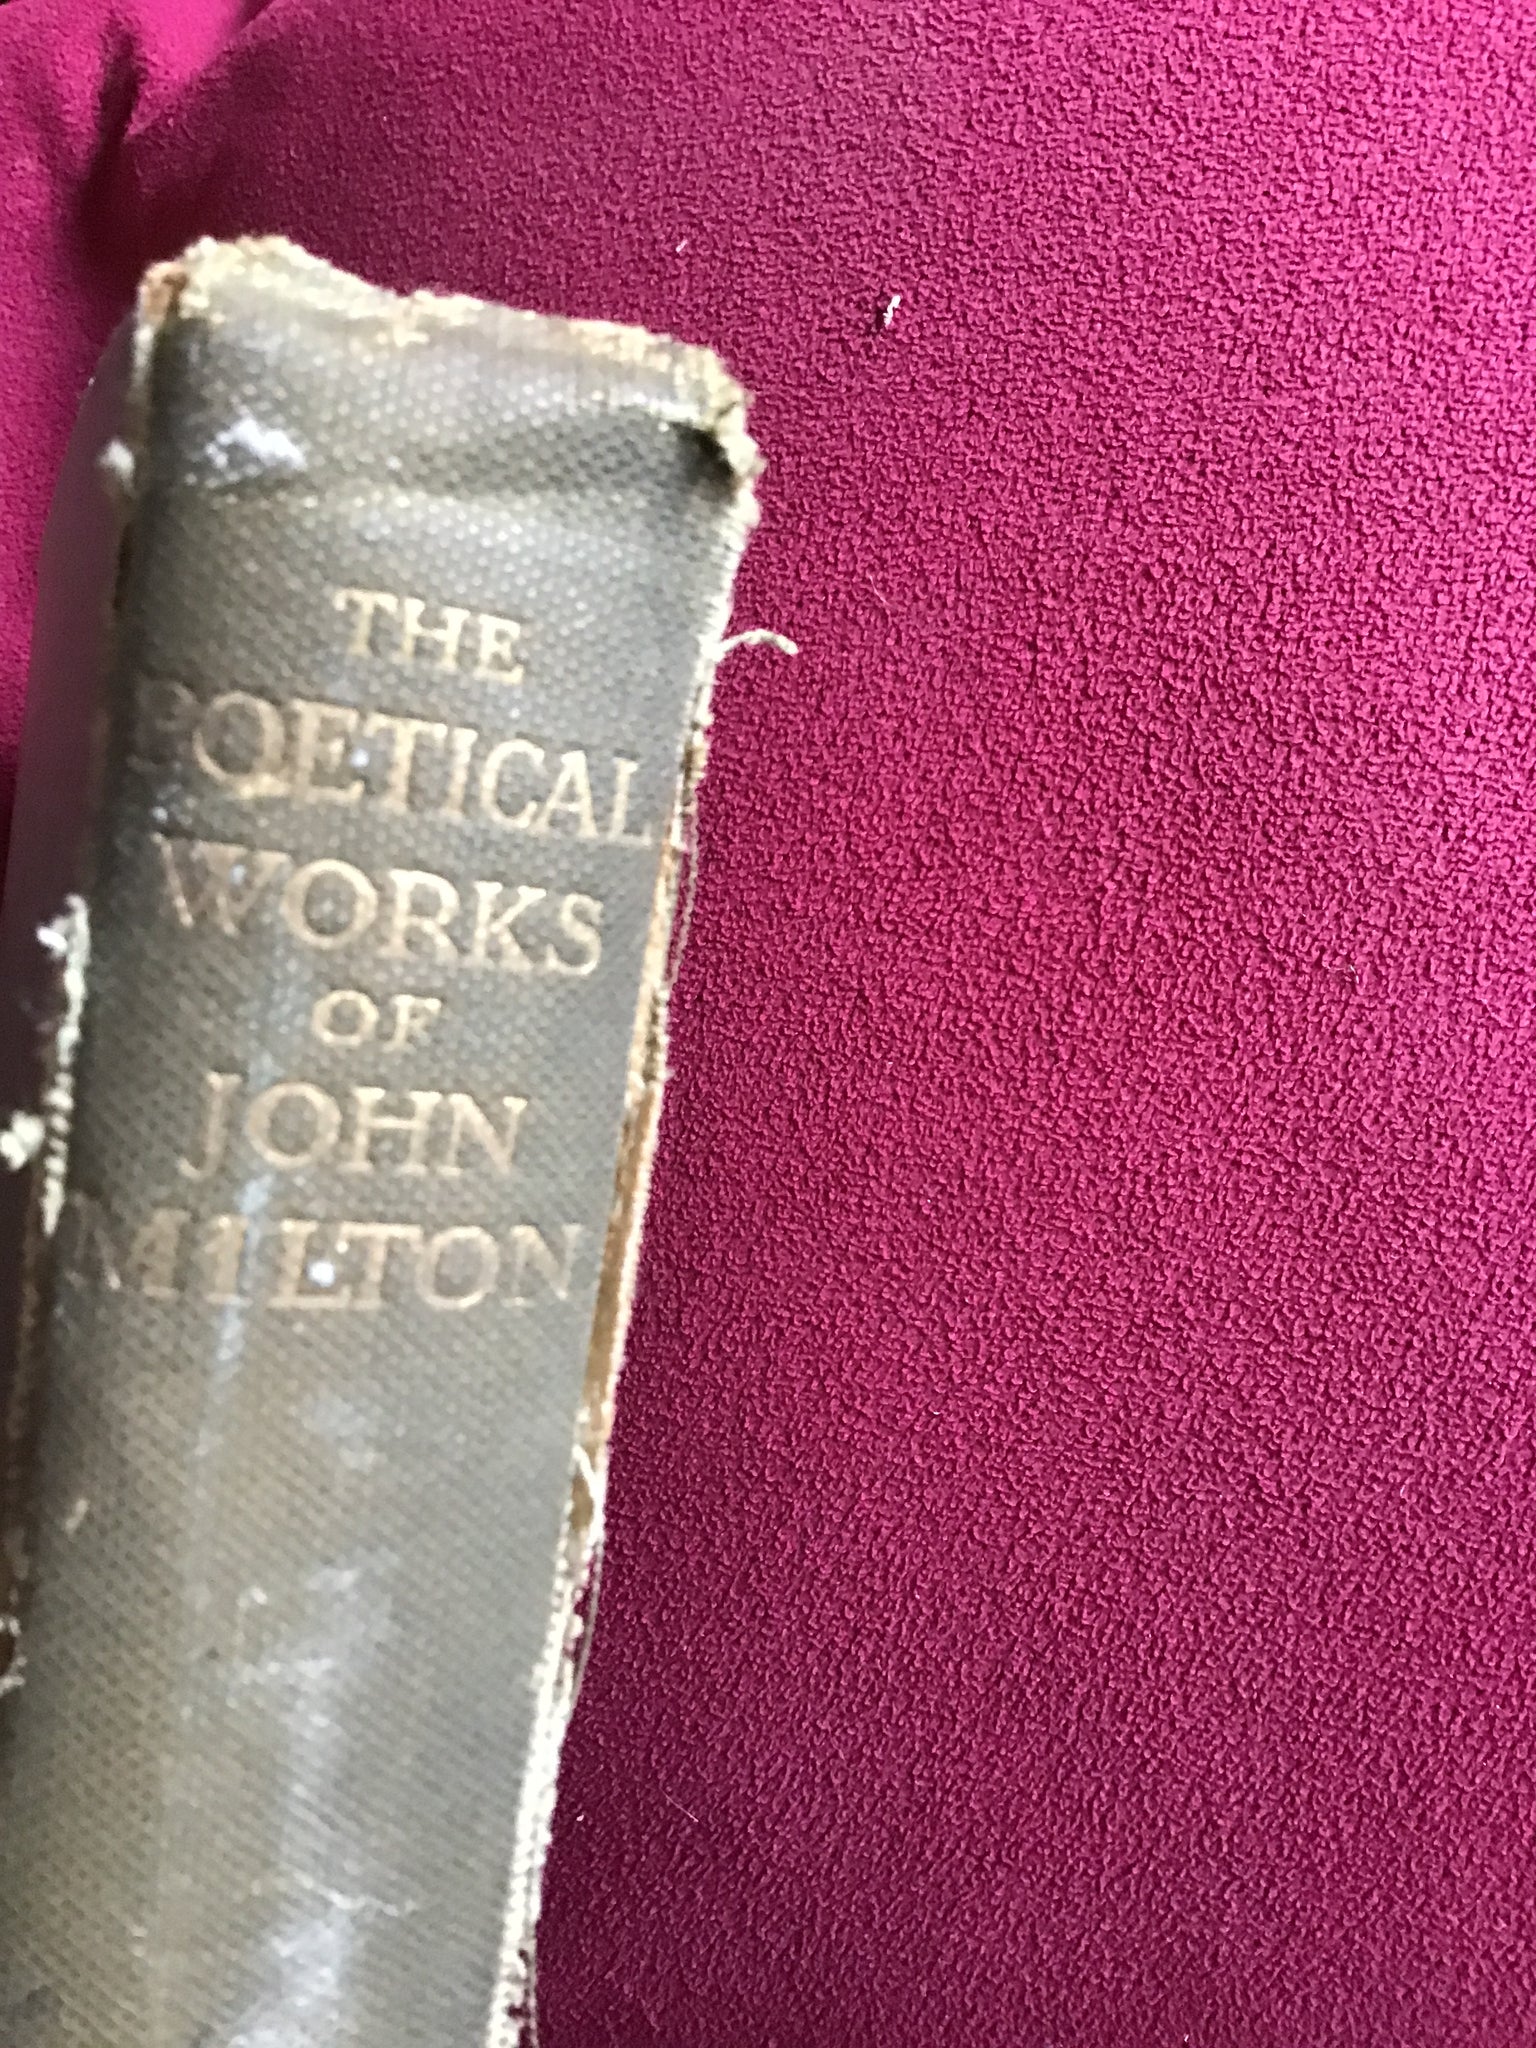 THE
POETICAL
WORKS
OF
JOHN
MILTON